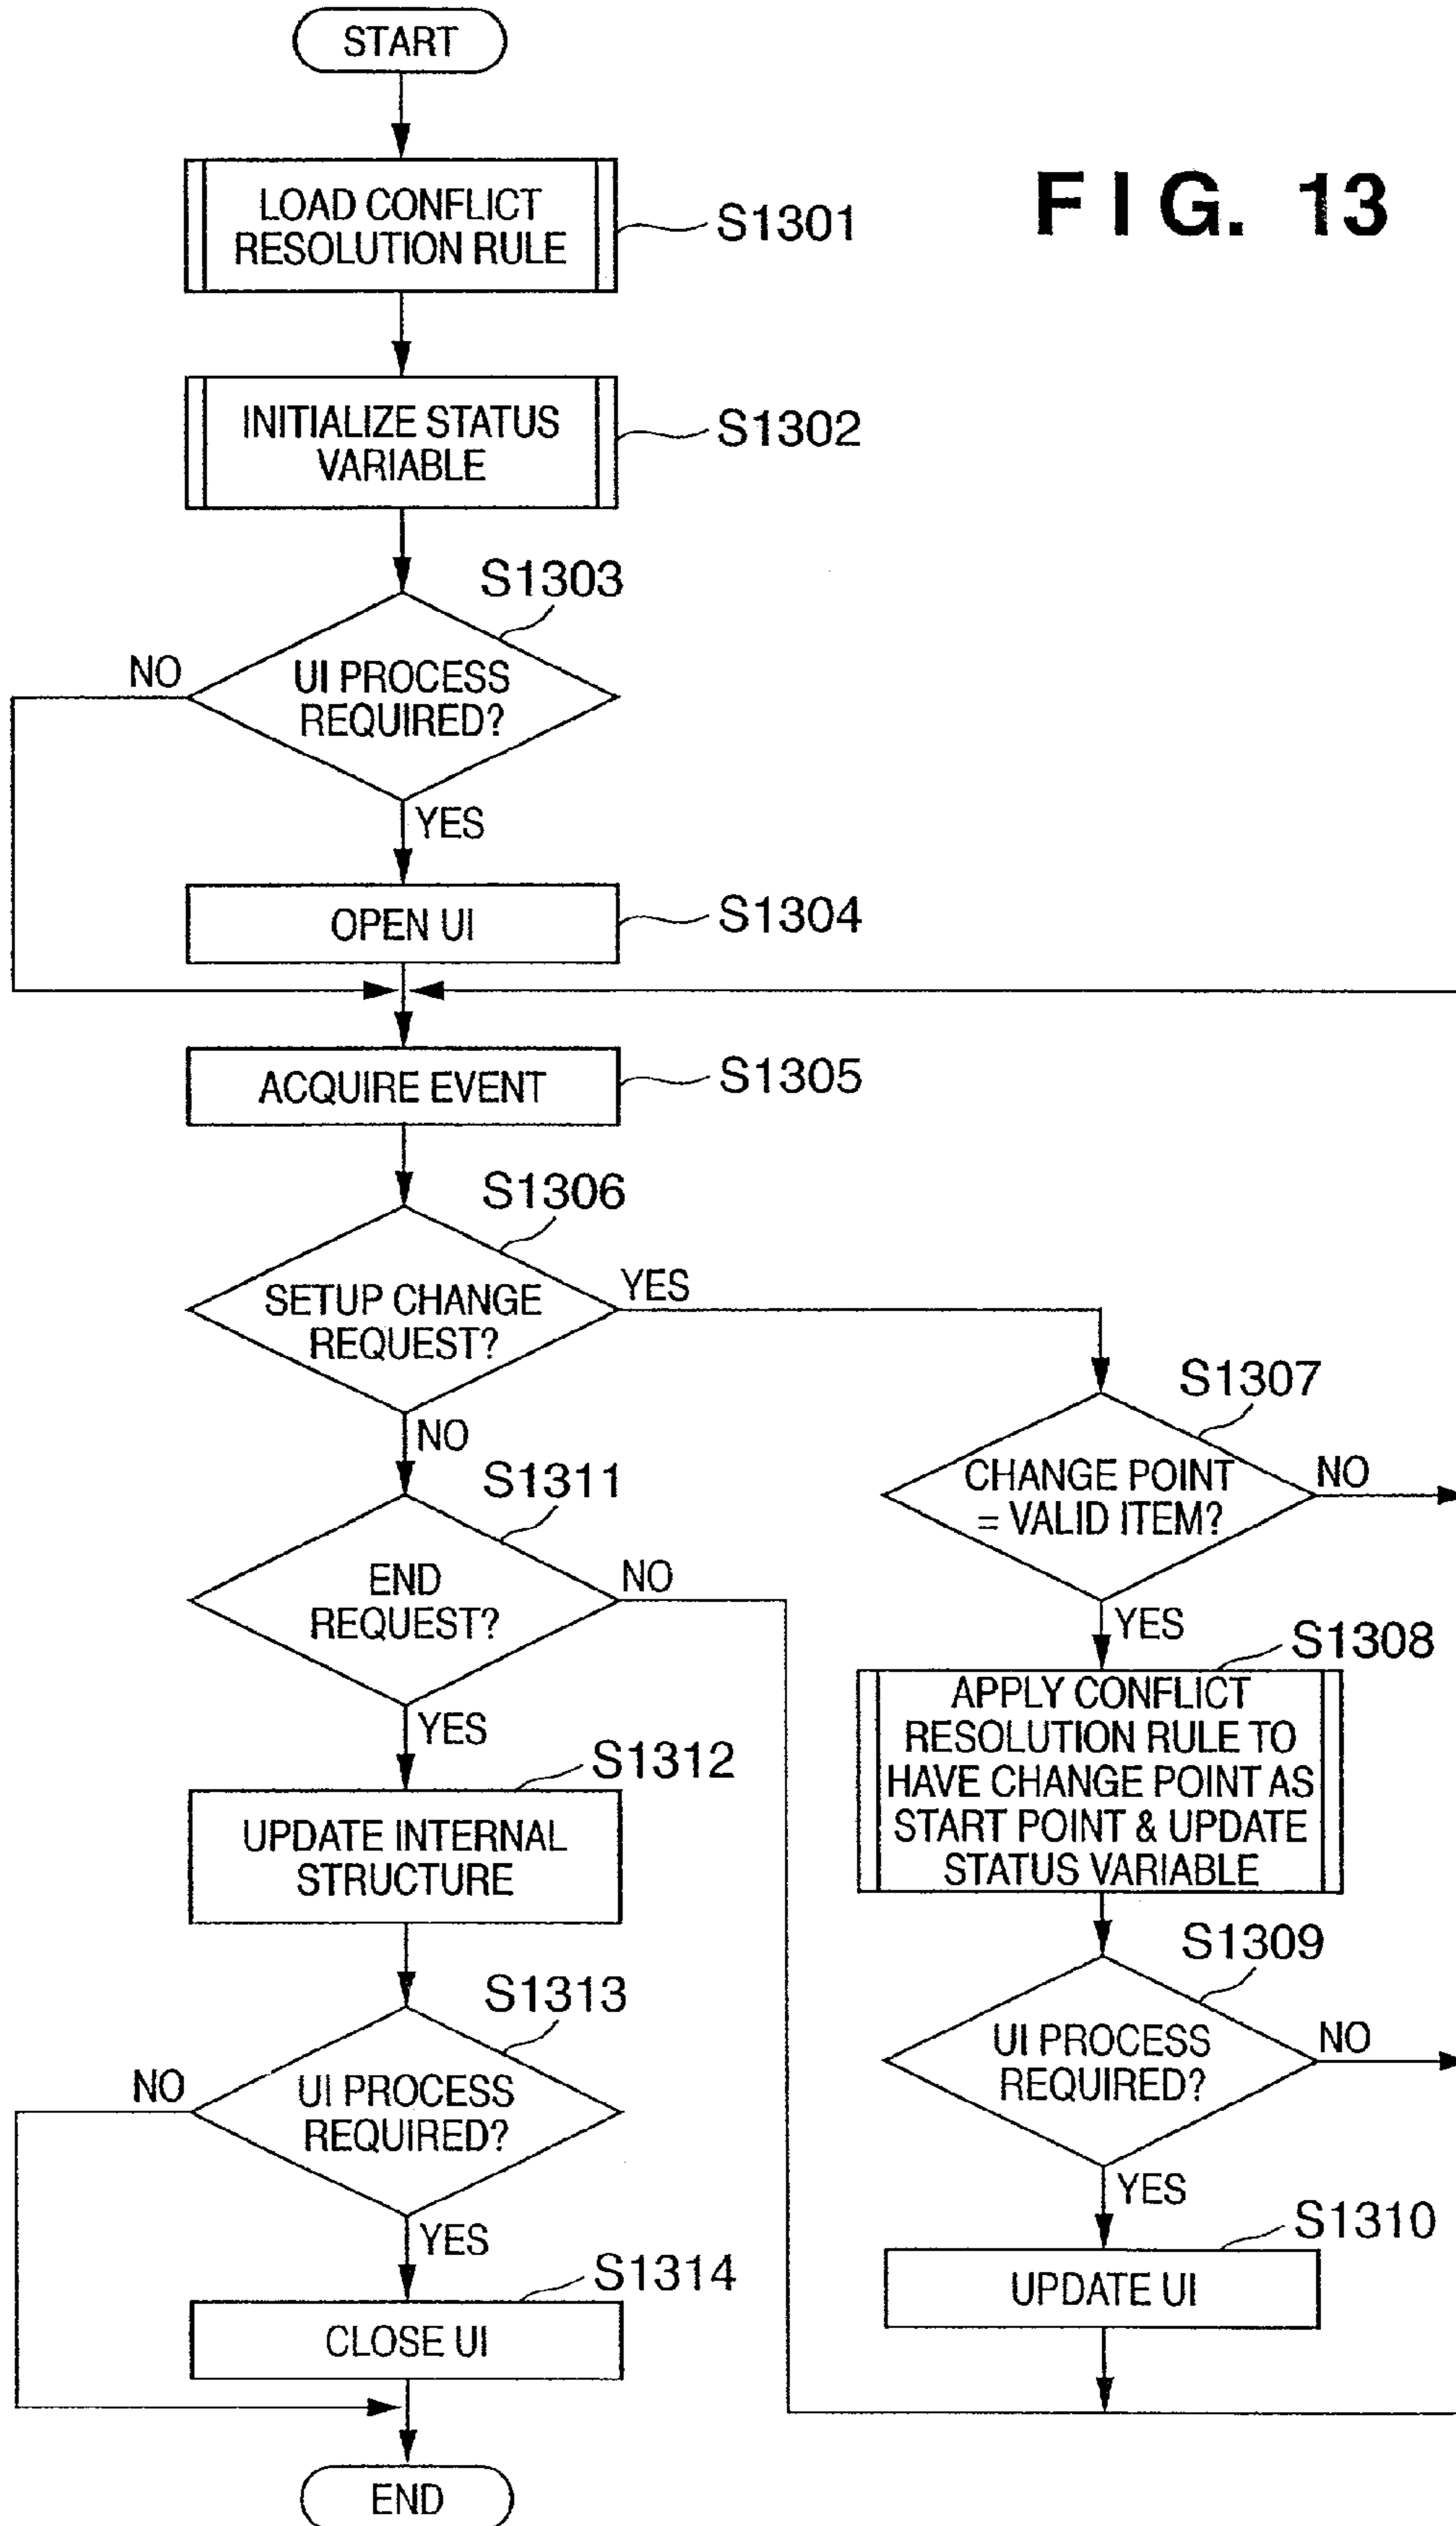 START
FIG. 13
LOAD CONFLICT
RESOLUTION RULE
S1301
INITIALIZE STATUS
VARIABLE
S1302
S1303
NO
UI PROCESS
REQUIRED?
YES
OPEN UI
S1304
ACQUIRE EVENT
S1305
S1306
SETUP CHANGE
REQUEST?
YES
NO
S1307
CHANGE POINT
= VALID ITEM?
NO
YES
S1308
APPLY CONFLICT
RESOLUTION RULE TO
HAVE CHANGE POINT AS
START POINT & UPDATE
STATUS VARIABLE
S1309
UI PROCESS
REQUIRED?
NO
YES
S1310
UPDATE UI
S1311
END
REQUEST?
NO
YES
S1312
UPDATE INTERNAL
STRUCTURE
S1313
NO
UI PROCESS
REQUIRED?
YES
S1314
CLOSE UI
END